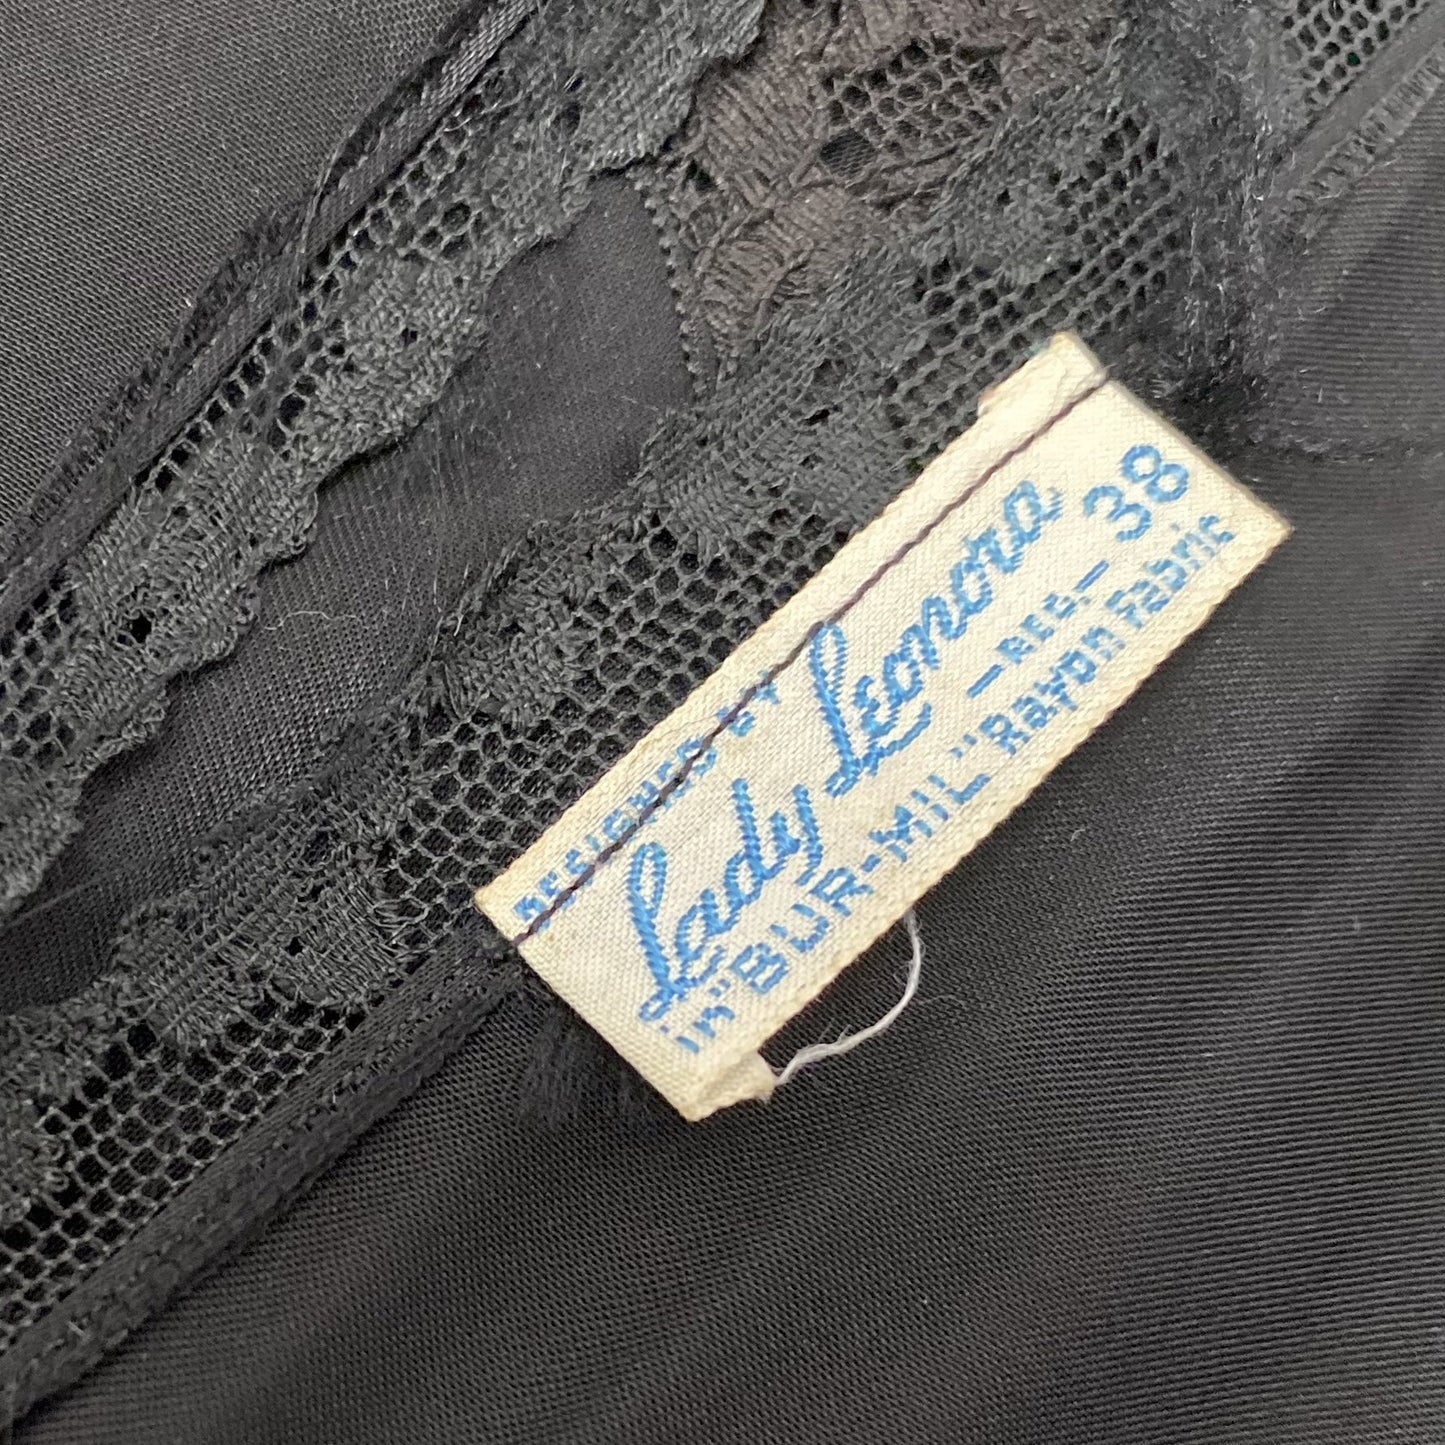 DESIGNED BY
Lady Leonora 38
—REG.—
in "BUR-MIL" Rayon Fabric